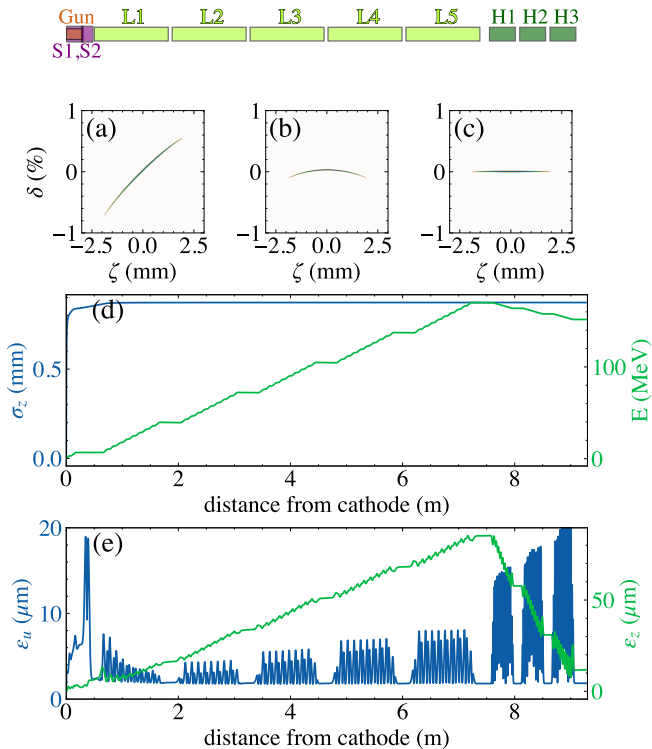 Gun L1 L2 L3 L4 L5 H1 H2 H3
S1,S2
(a) (b) (c)
1
0
−1
δ (%)
−2.5 0.0 2.5 −2.5 0.0 2.5 −2.5 0.0 2.5
ζ (mm) ζ (mm) ζ (mm)
(d)
0.5
0.0
σz (mm)
100
0
E (MeV)
0 2 4 6 8
distance from cathode (m)
(e)
20
10
0
εu (μm)
50
0
εz (μm)
0 2 4 6 8
distance from cathode (m)